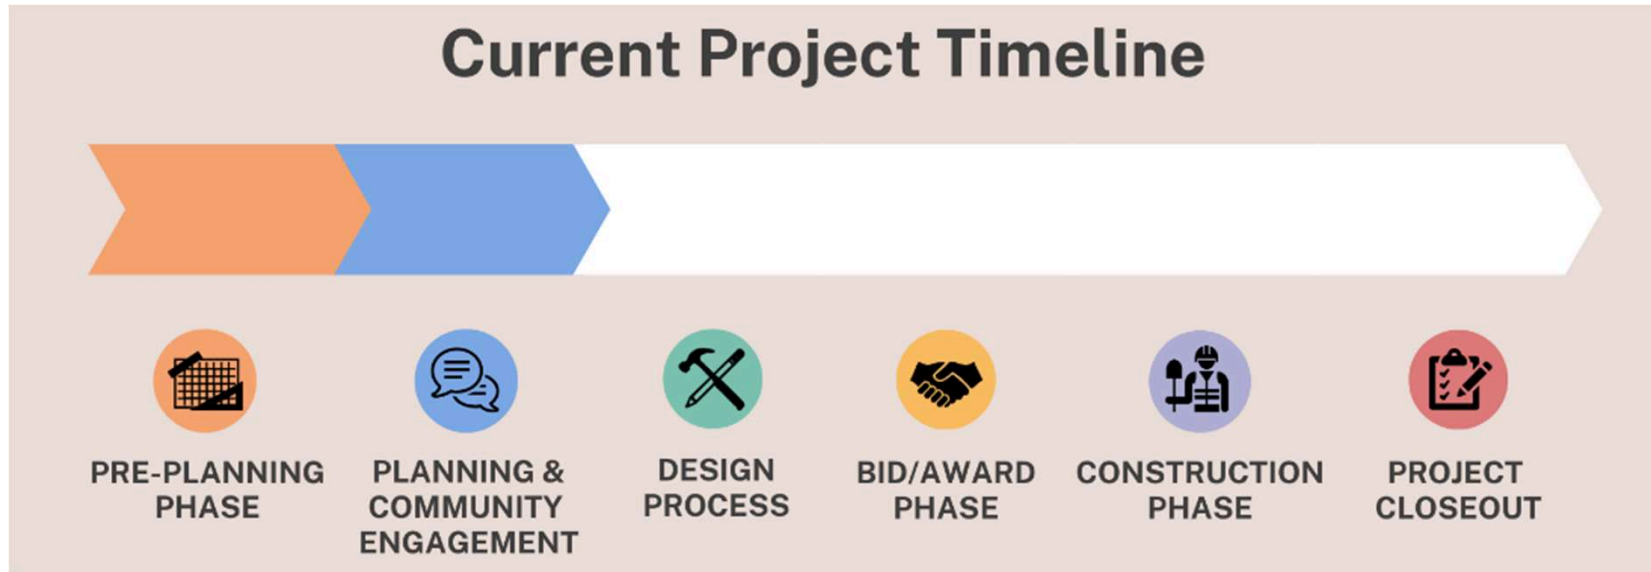 Current Project Timeline
PRE-PLANNING
PHASE
PLANNING &
COMMUNITY
ENGAGEMENT
DESIGN
PROCESS
BID/AWARD
PHASE
CONSTRUCTION
PHASE
PROJECT
CLOSEOUT